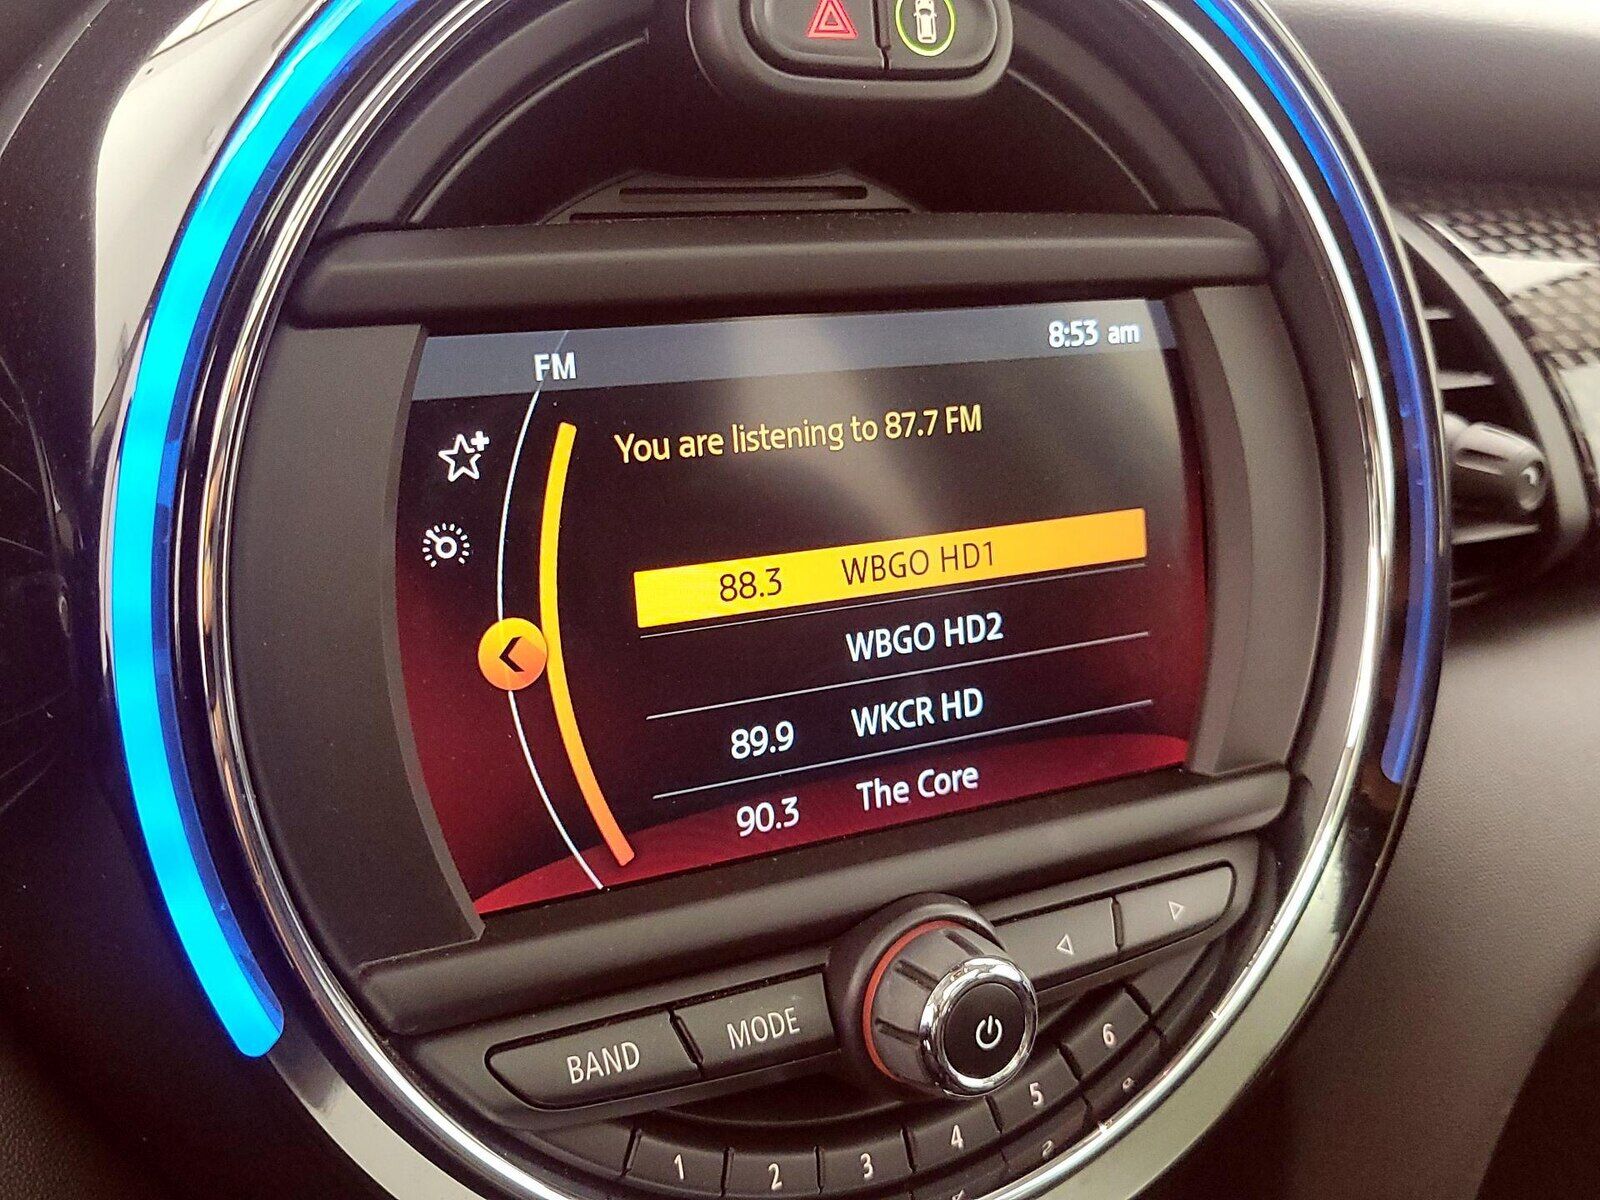 FM
8:53 am
You are listening to 87.7 FM
88.3 WBGO HD1
WBGO HD2
89.9 WKCR HD
90.3 The Core
BAND
MODE
1
2
3
4
5
6